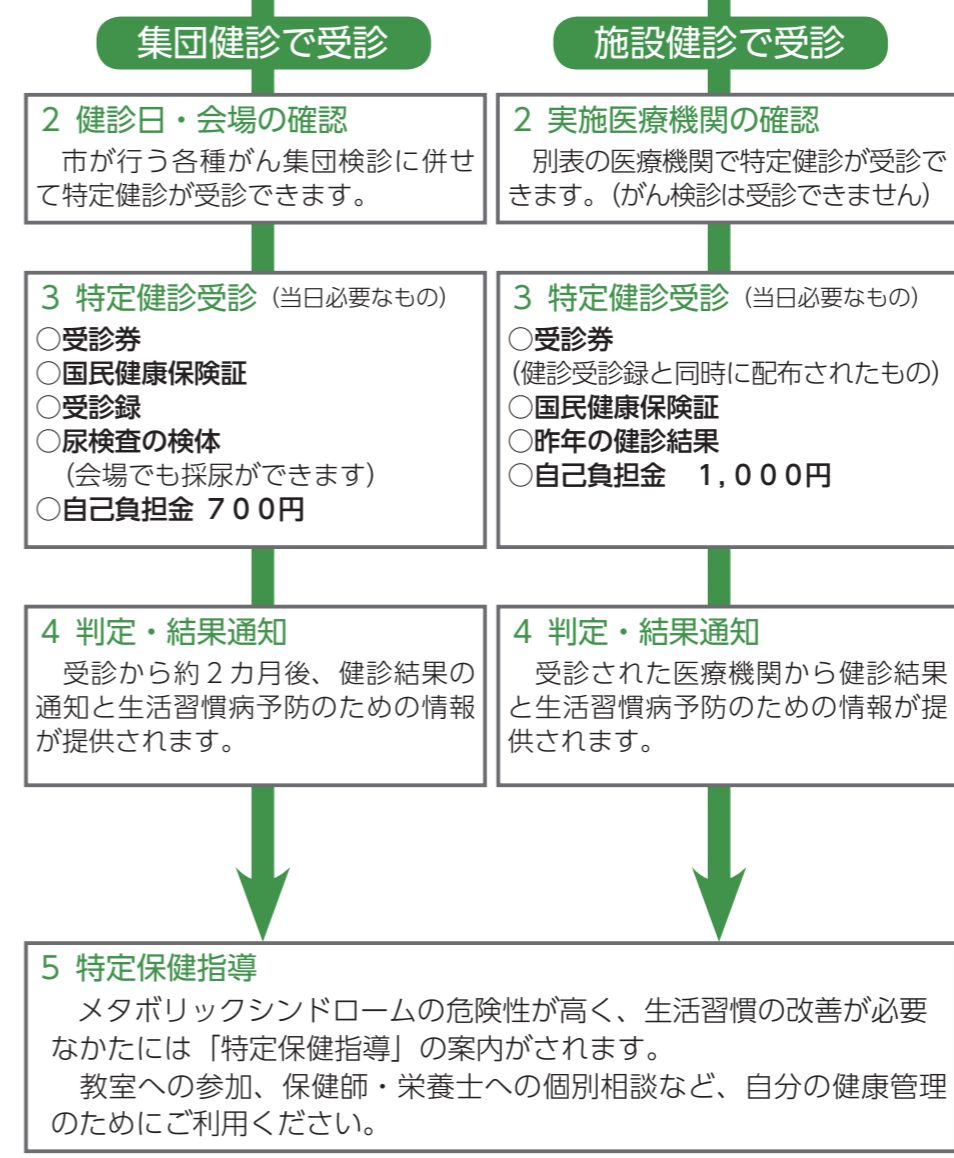 集団健診で受診
2 健診日・会場の確認
市が行う各種がん集団検診に併せ
て特定健診が受診できます。
3 特定健診受診（当日必要なもの）
○受診券
○国民健康保険証
○受診録
○尿検査の検体
（会場でも採尿ができます）
○自己負担金 ７００円
4 判定・結果通知
受診から約２カ月後、健診結果の
通知と生活習慣病予防のための情報
が提供されます。
施設健診で受診
2 実施医療機関の確認
別表の医療機関で特定健診が受診で
きます。（がん検診は受診できません）
3 特定健診受診（当日必要なもの）
○受診券
（健診受診録と同時に配布されたもの）
○国民健康保険証
○昨年の健診結果
○自己負担金　１，０００円
4 判定・結果通知
受診された医療機関から健診結果
と生活習慣病予防のための情報が提
供されます。
5 特定保健指導
メタボリックシンドロームの危険性が高く、生活習慣の改善が必要
なかたには「特定保健指導」の案内がされます。
教室への参加、保健師・栄養士への個別相談など、自分の健康管理
のためにご利用ください。